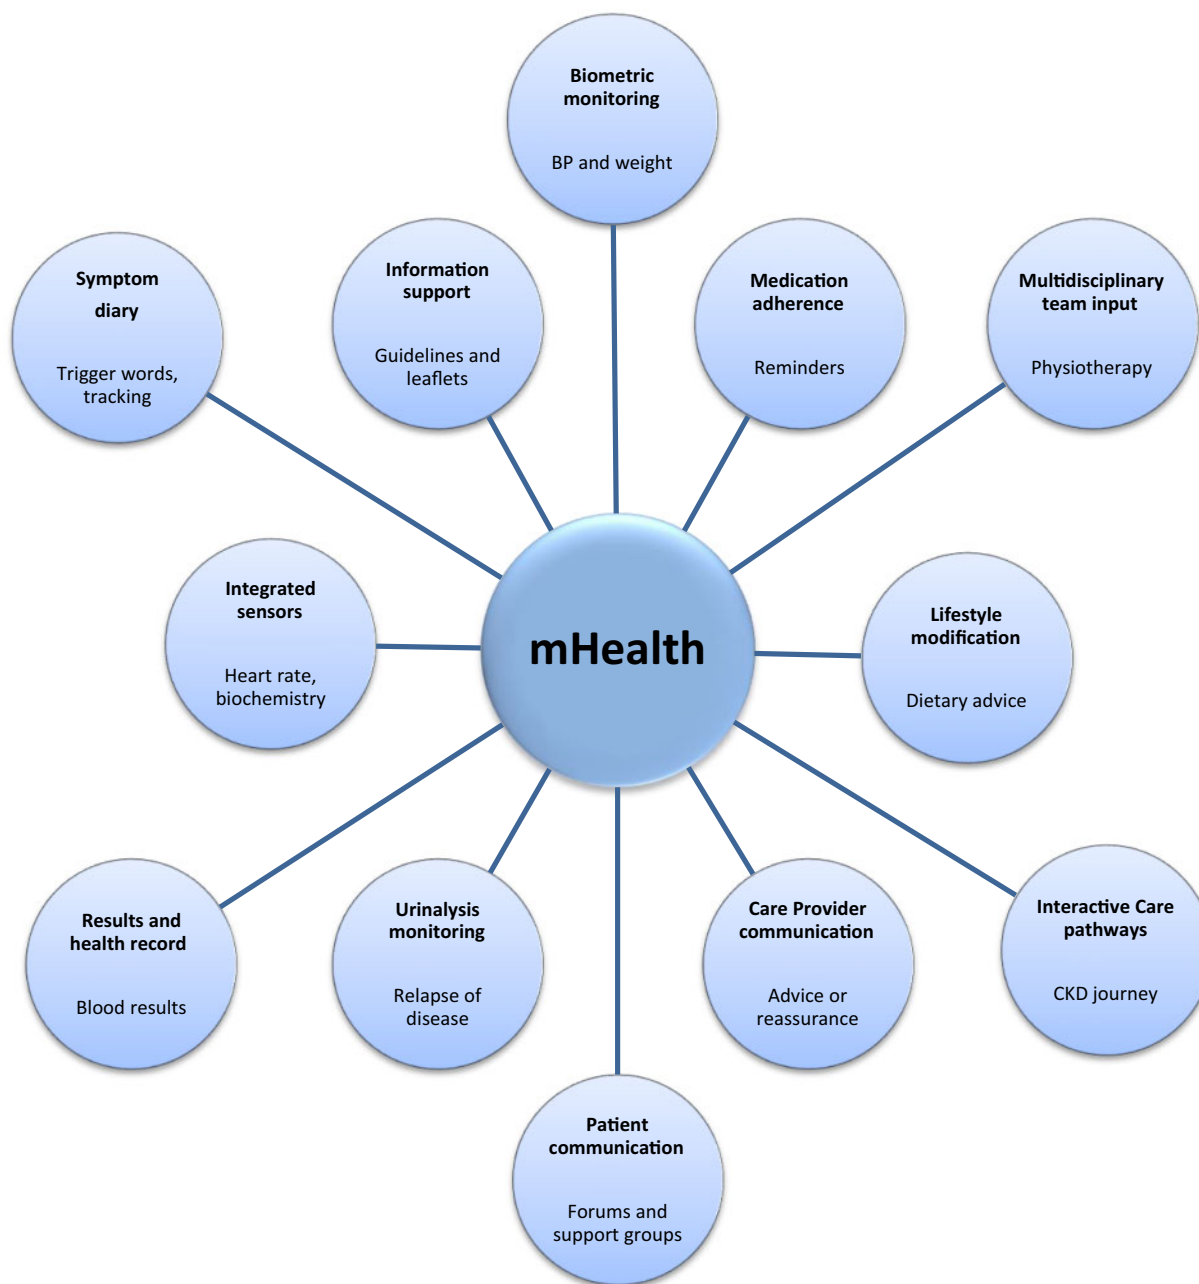 Biometric
monitoring
BP and weight
Symptom
diary
Trigger words,
tracking
Information
support
Guidelines and
leaflets
Medication
adherence
Reminders
Multidisciplinary
team input
Physiotherapy
Integrated
sensors
Heart rate,
biochemistry
mHealth
Lifestyle
modification
Dietary advice
Results and
health record
Blood results
Urinalysis
monitoring
Relapse of
disease
Care Provider
communication
Advice or
reassurance
Interactive Care
pathways
CKD journey
Patient
communication
Forums and
support groups